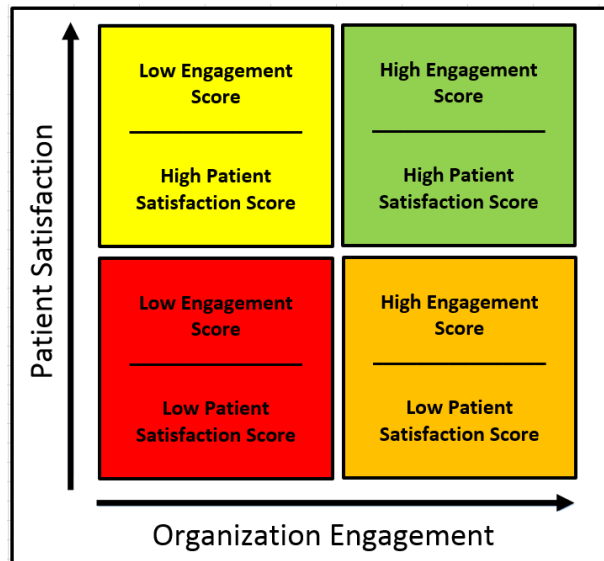 Patient Satisfaction
Low Engagement
Score
High Patient
Satisfaction Score
High Engagement
Score
High Patient
Satisfaction Score
Low Engagement
Score
Low Patient
Satisfaction Score
High Engagement
Score
Low Patient
Satisfaction Score
Organization Engagement